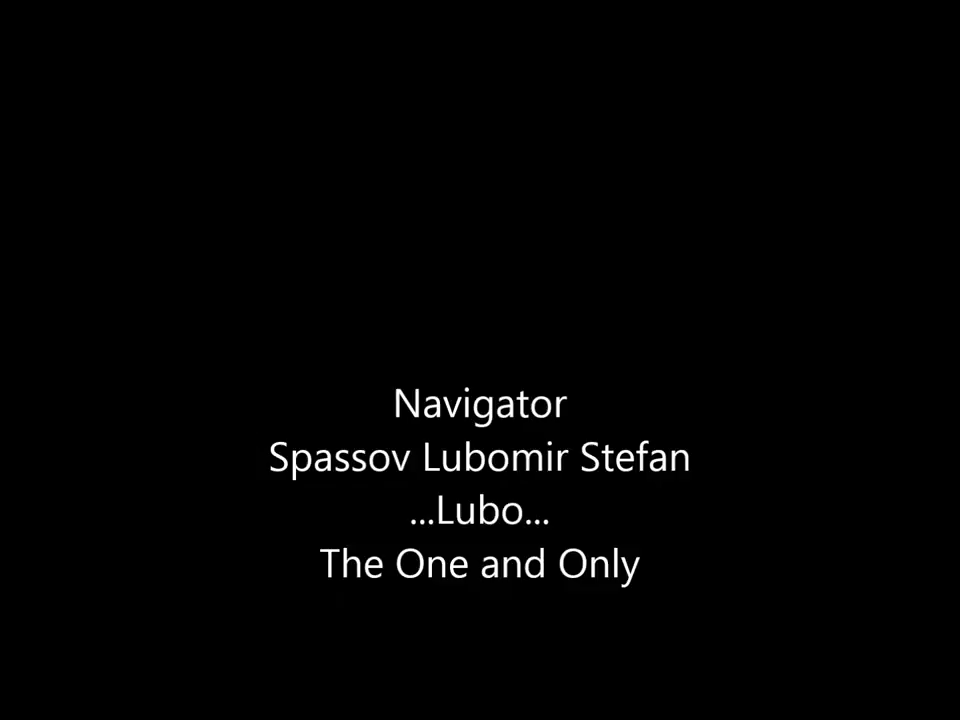 Navigator
Spassov Lubomir Stefan
...Lubo...
The One and Only